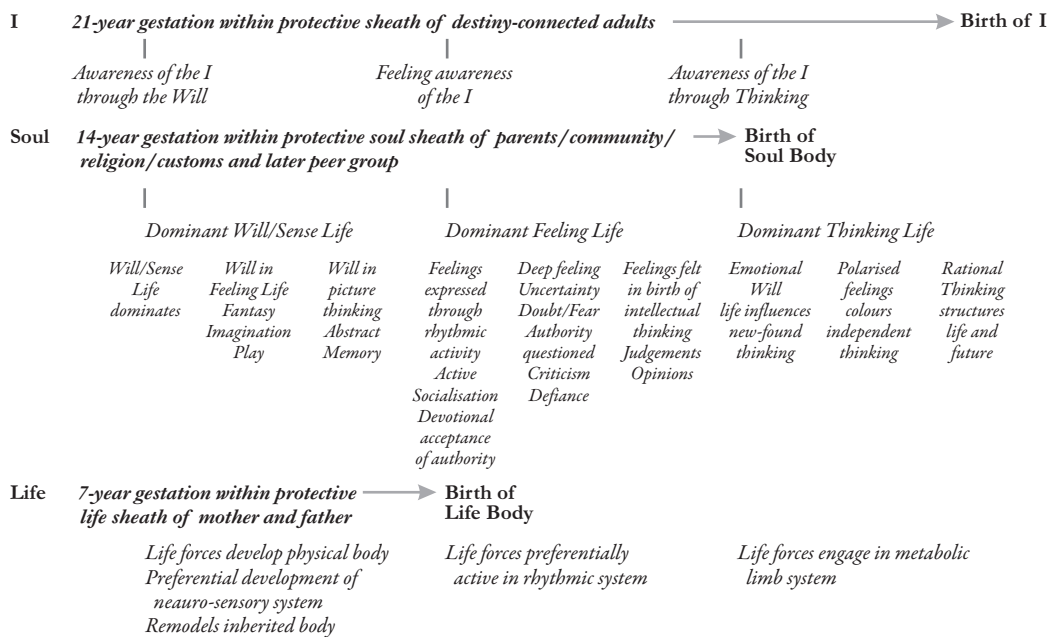 I 21-year gestation within protective sheath of destiny-connected adults Birth of I
Awareness of the I
through the Will
Feeling awareness
of the I
Awareness of the I
through Thinking
Soul 14-year gestation within protective soul sheath of parents/community/
religion/customs and later peer group
Birth of
Soul Body
Dominant Will/Sense Life
Dominant Feeling Life
Dominant Thinking Life
Will/Sense
Life
dominates
Will in
Feeling Life
Fantasy
Imagination
Play
Will in
picture
thinking
Abstract
Memory
Feelings
expressed
through
rhythmic
activity
Active
Socialisation
Devotional
acceptance
of authority
Deep feeling
Uncertainty
Doubt/Fear
Authority
questioned
Criticism
Defiance
Feelings felt
in birth of
intellectual
thinking
Judgements
Opinions
Emotional
Will
life influences
new-found
thinking
Polarised
feelings
colours
independent
thinking
Rational
Thinking
structures
life and
future
Life 7-year gestation within protective
life sheath of mother and father
Birth of
Life Body
Life forces develop physical body
Preferential development of
neauro-sensory system
Remodels inherited body
Life forces preferentially
active in rhythmic system
Life forces engage in metabolic
limb system